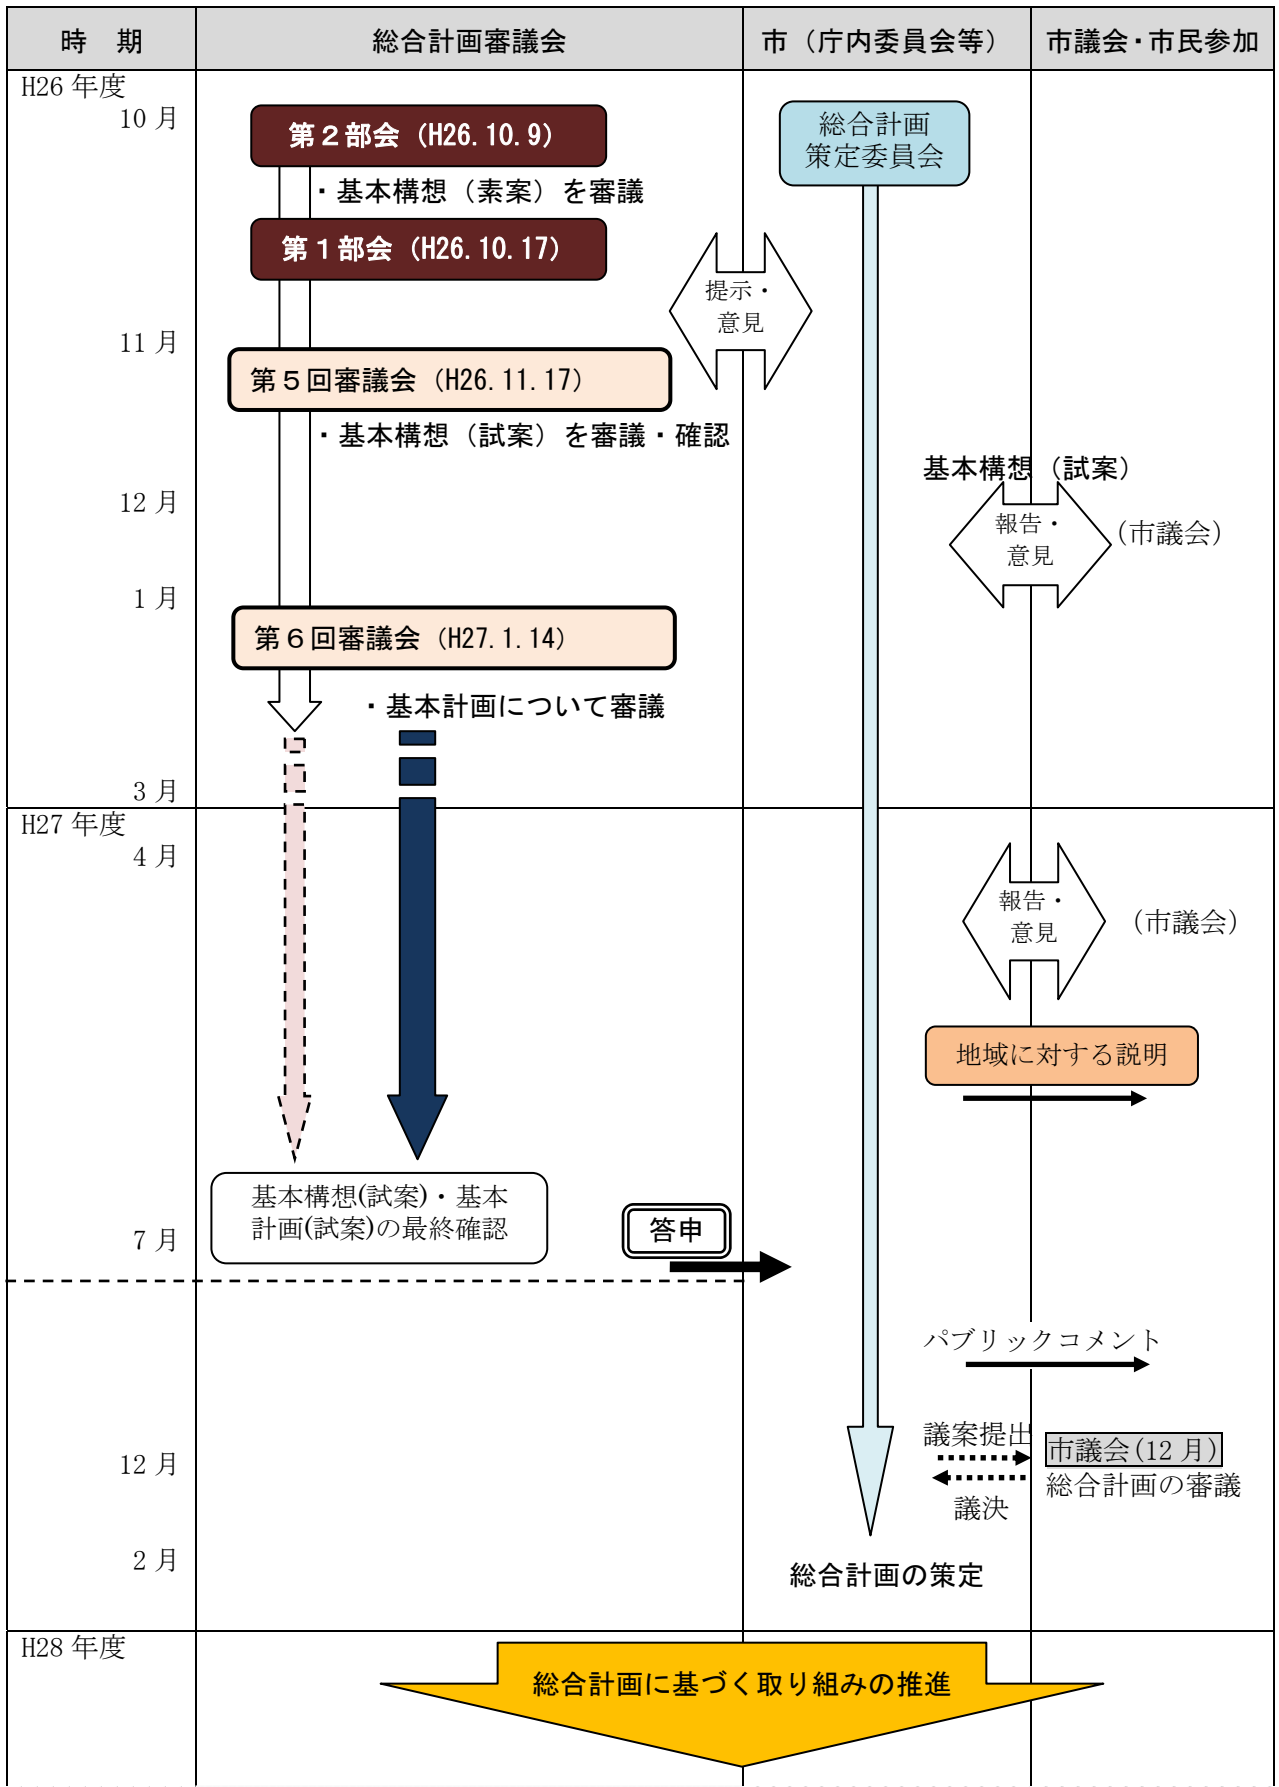 時　期
総合計画審議会
市（庁内委員会等）
市議会・市民参加
H26 年度
10 月
第２部会（H26.10.9）
総合計画
策定委員会
・基本構想（素案）を審議
第１部会（H26.10.17）
提示・
意見
11 月
第５回審議会（H26.11.17）
・基本構想（試案）を審議・確認
基本構想（試案）
12 月
報告・
意見
（市議会）
1 月
第６回審議会（H27.1.14）
・基本計画について審議
3 月
H27 年度
4 月
報告・
意見
（市議会）
地域に対する説明
基本構想(試案)・基本
計画(試案)の最終確認
答申
7 月
パブリックコメント
議案提出
市議会(12 月)
12 月
総合計画の審議
議決
2 月
総合計画の策定
H28 年度
総合計画に基づく取り組みの推進